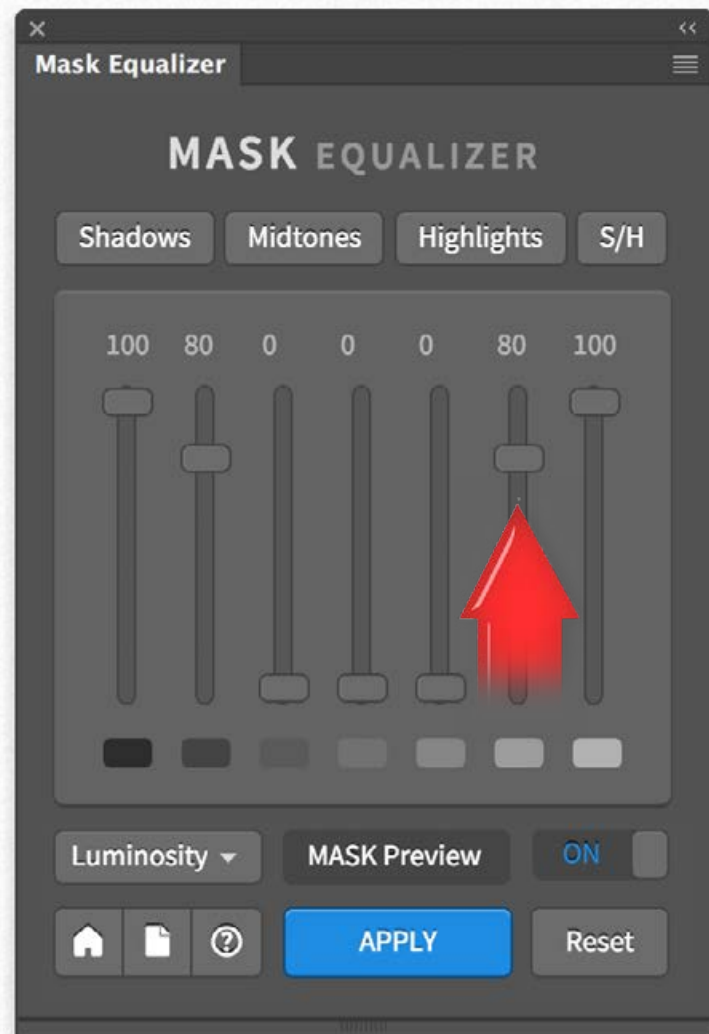 Mask Equalizer
MASK EQUALIZER
Shadows Midtones Highlights S/H
100 80 0 0 0 80 100
Luminosity MASK Preview ON
APPLY Reset